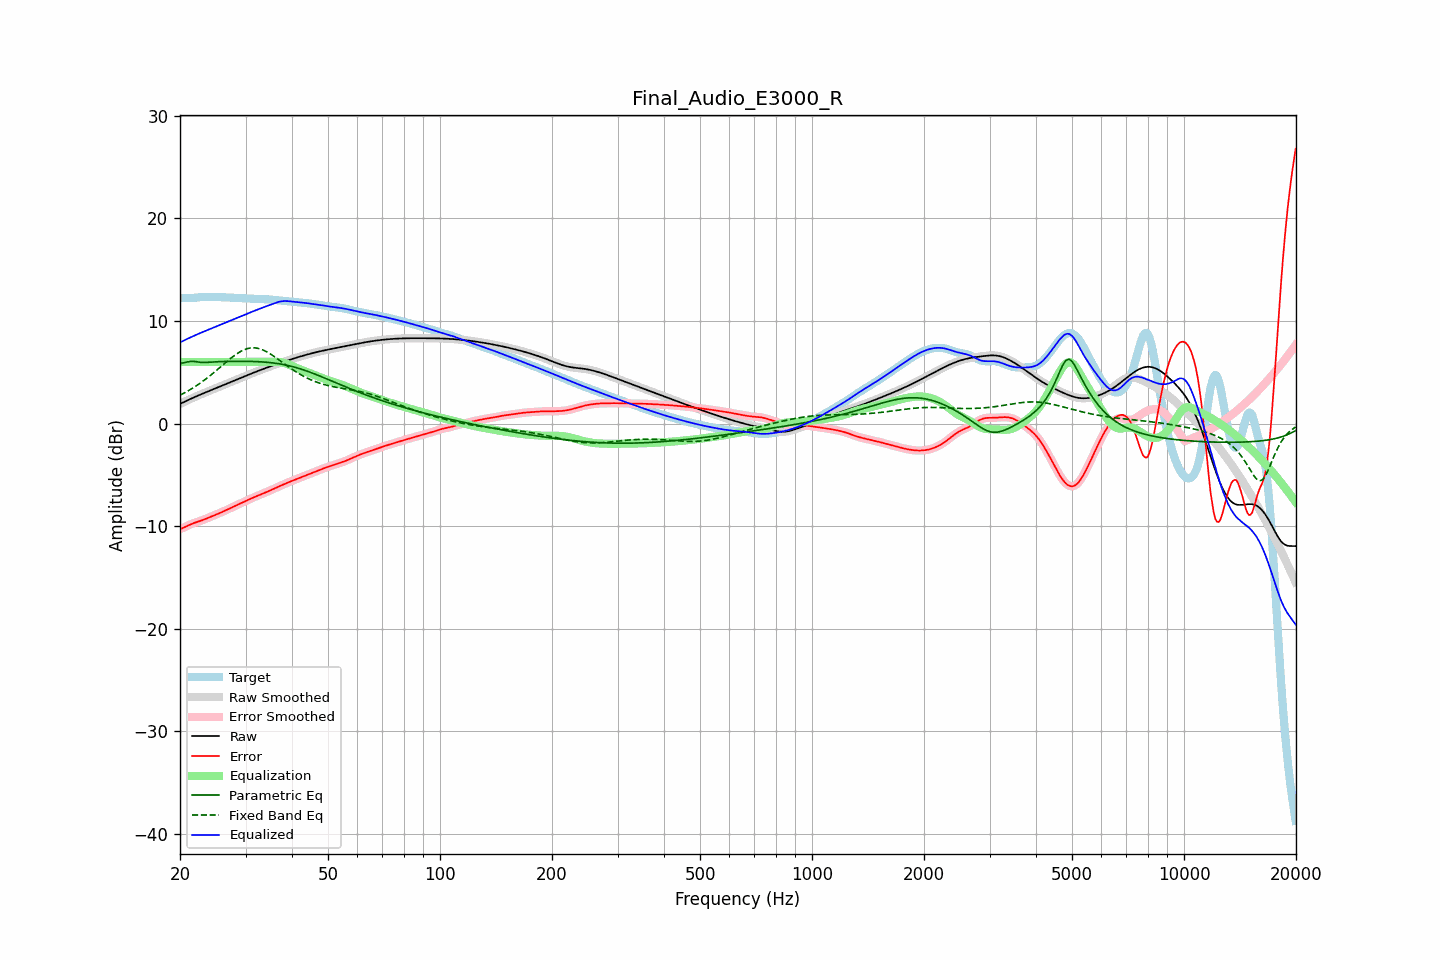 Final_Audio_E3000_R
30
20
10
0
−10
−20
−30
−40
Amplitude (dBr)
Target
Raw Smoothed
Error Smoothed
Raw
Error
Equalization
Parametric Eq
Fixed Band Eq
Equalized
20 50 100 200 500 1000 2000 5000 10000 20000
Frequency (Hz)